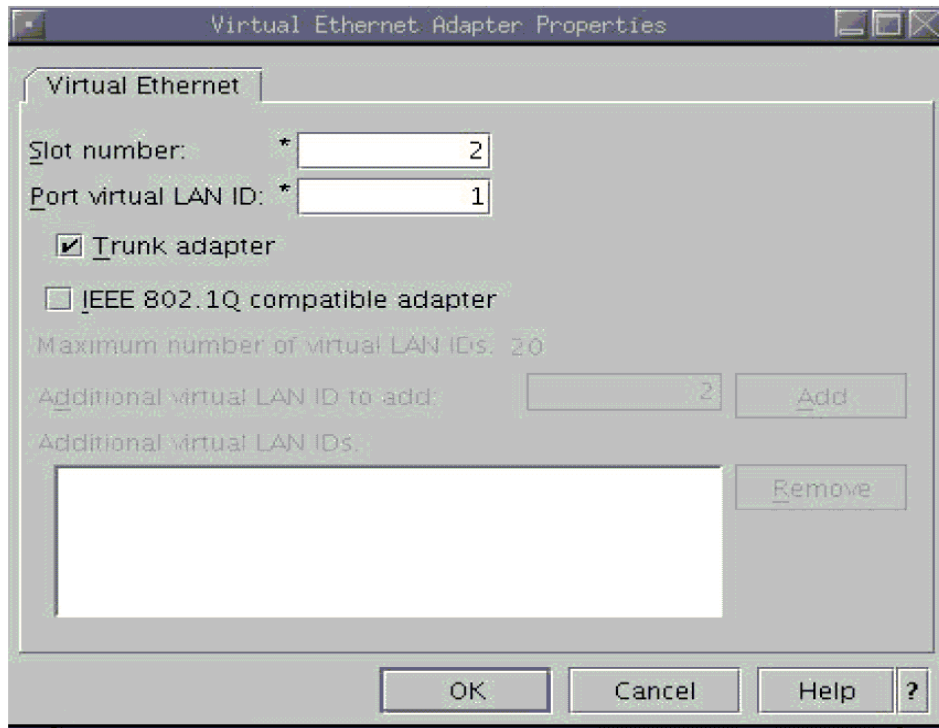 Virtual Ethernet Adapter Properties
Virtual Ethernet
Slot number: * 2
Port virtual LAN ID: * 1
Trunk adapter
IEEE 802.1Q compatible adapter
Maximum number of virtual LAN IDs. 20
Additional virtual LAN ID to add: 2 Add
Additional virtual LAN IDs.
Remove
OK Cancel Help ?